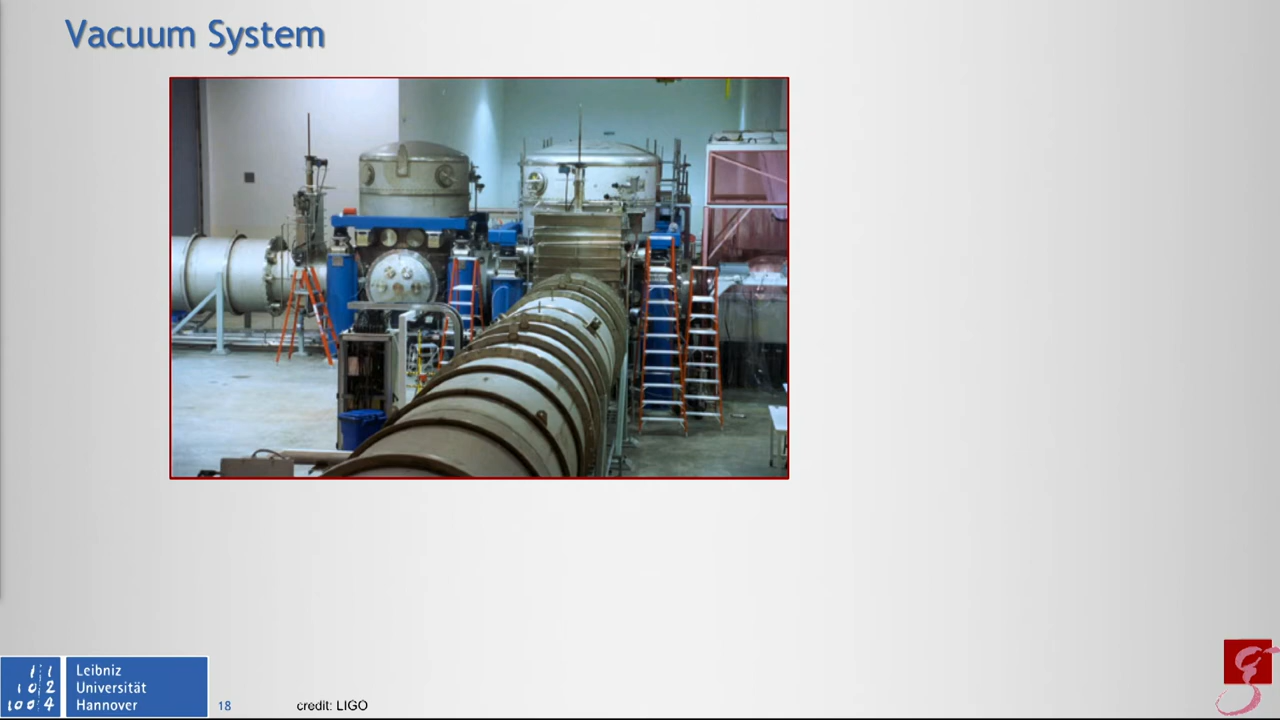 Vacuum System
Leibniz
Universität
Hannover
18
credit: LIGO